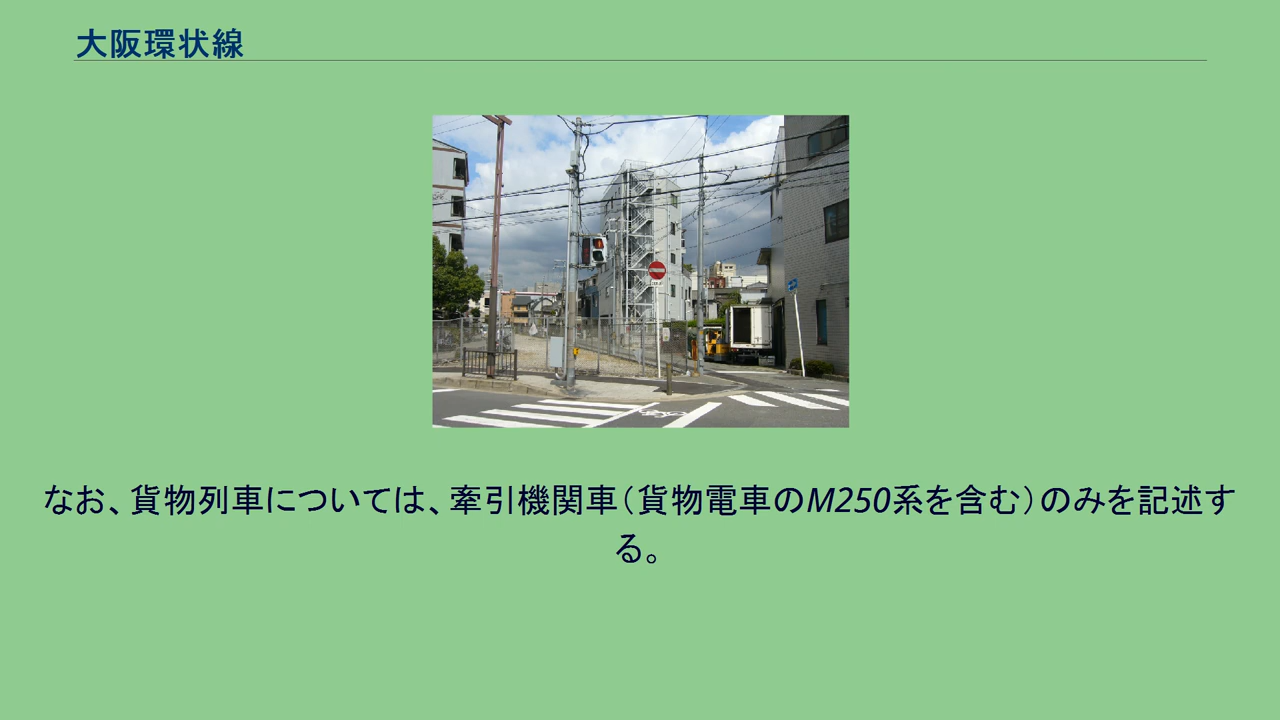 大阪環状線
なお、貨物列車については、牽引機関車（貨物電車のM250系を含む）のみを記述す
る。